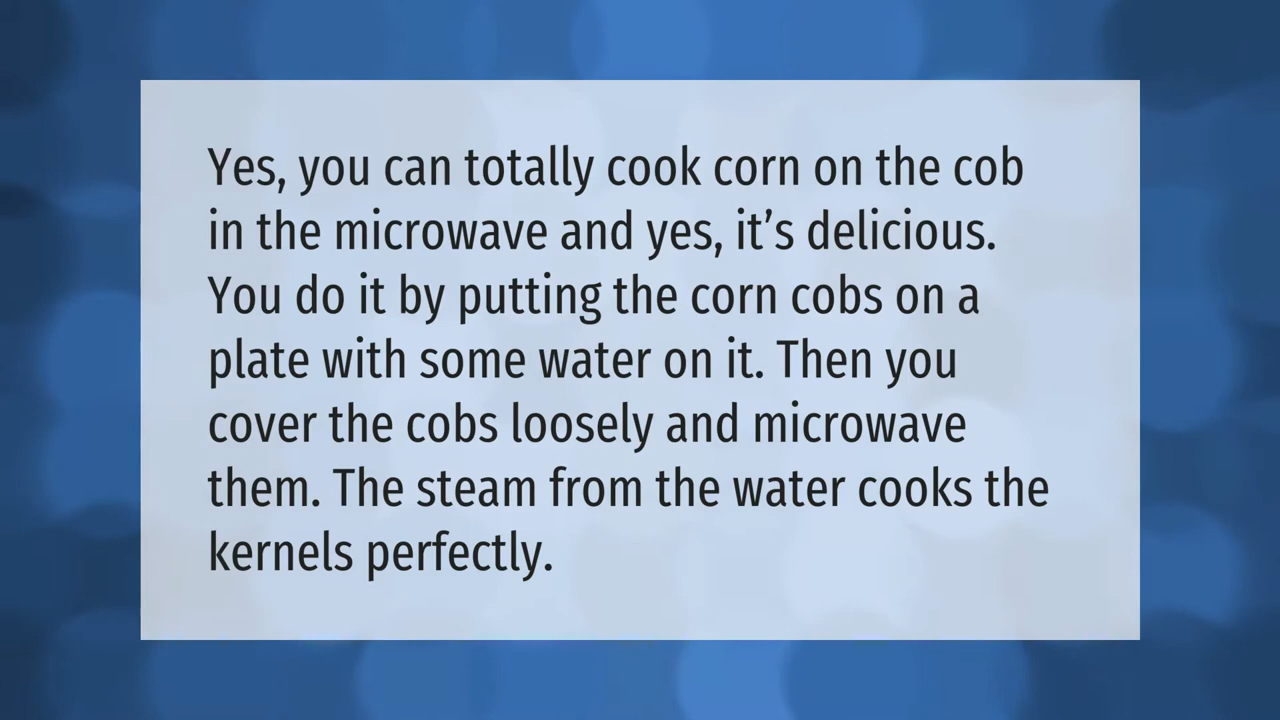 Yes, you can totally cook corn on the cob
in the microwave and yes, it’s delicious.
You do it by putting the corn cobs on a
plate with some water on it. Then you
cover the cobs loosely and microwave
them. The steam from the water cooks the
kernels perfectly.